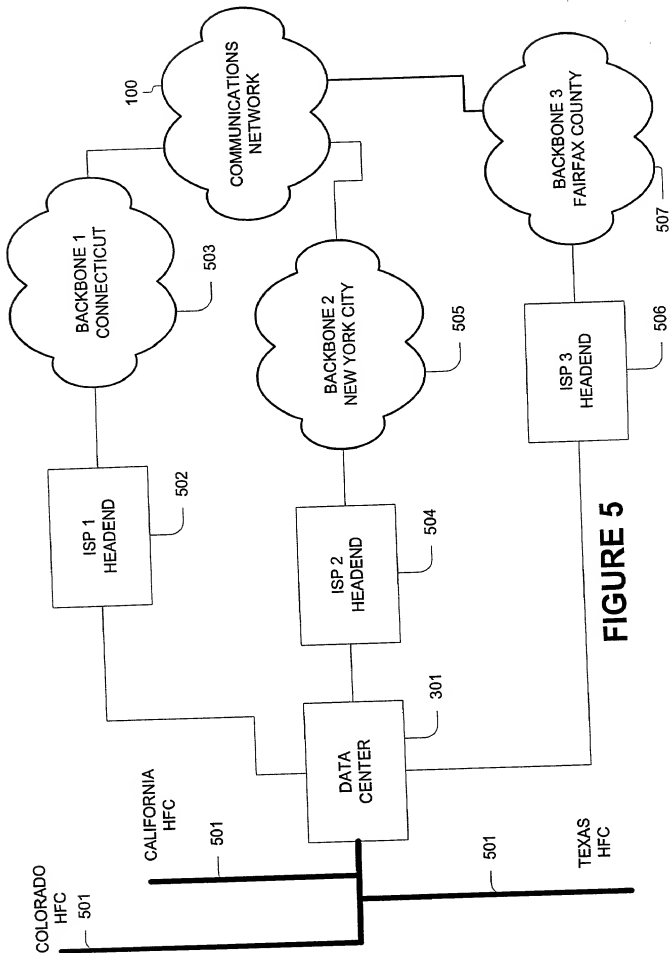 COLORADO
HFC
501
CALIFORNIA
HFC
501
501
TEXAS
HFC
DATA
CENTER
301
ISP 1
HEADEND
502
ISP 2
HEADEND
504
ISP 3
HEADEND
506
BACKBONE 1
CONNECTICUT
503
BACKBONE 2
NEW YORK CITY
505
BACKBONE 3
FAIRFAX COUNTY
507
100
COMMUNICATIONS
NETWORK
FIGURE 5